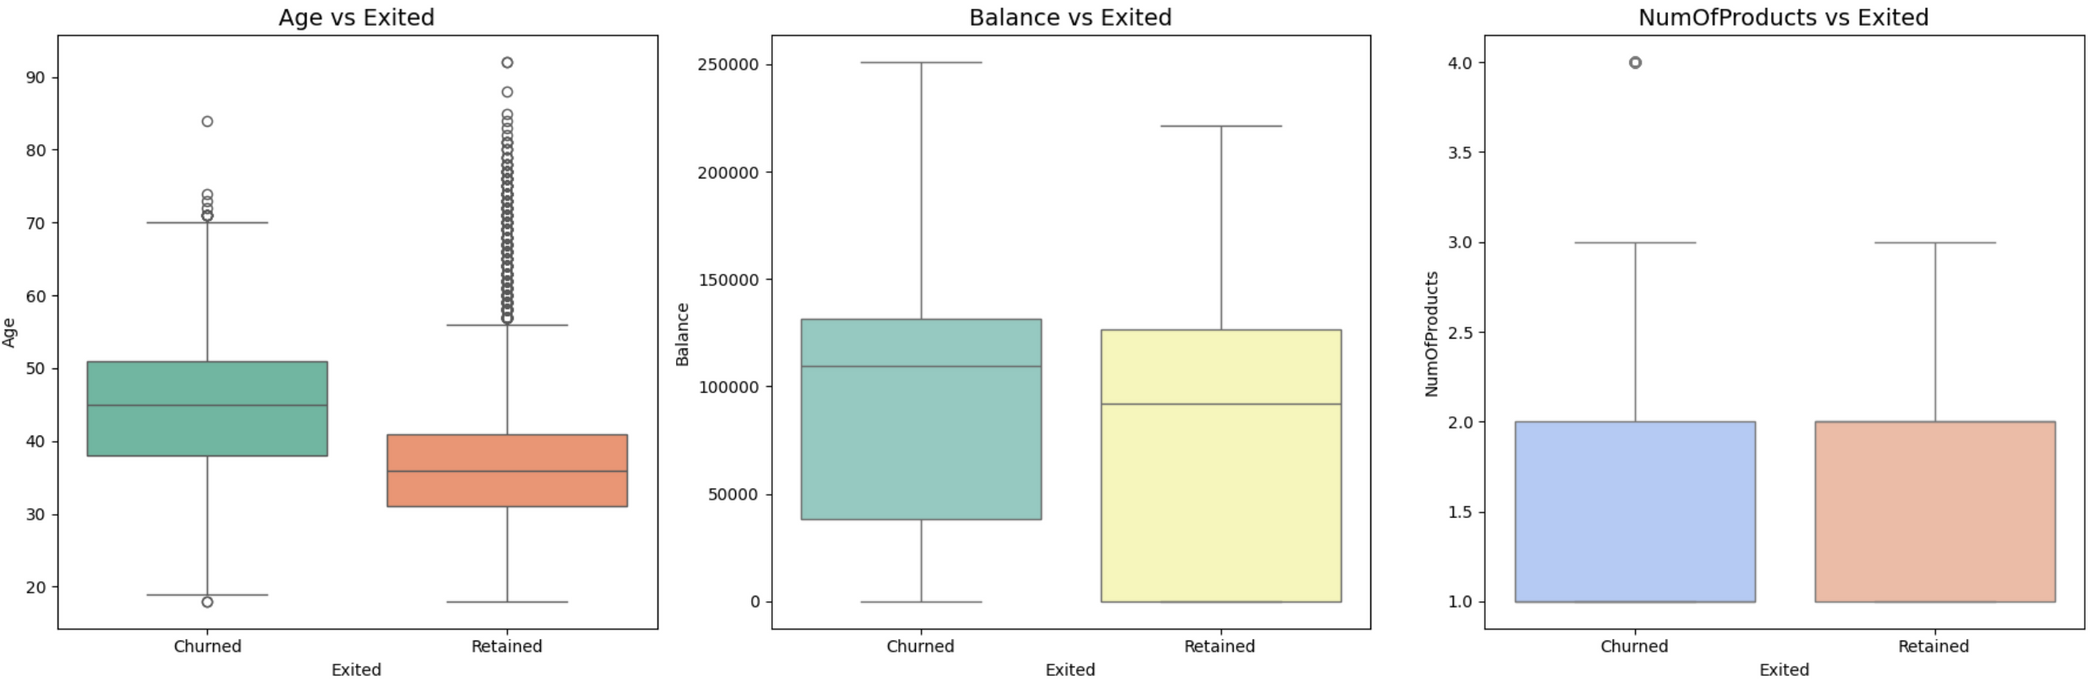 Age vs Exited
Age
90
80
70
60
50
40
30
20
Churned
Retained
Exited
Balance vs Exited
Balance
250000
200000
150000
100000
50000
0
Churned
Retained
Exited
NumOfProducts vs Exited
NumOfProducts
4.0
3.5
3.0
2.5
2.0
1.5
1.0
Churned
Retained
Exited